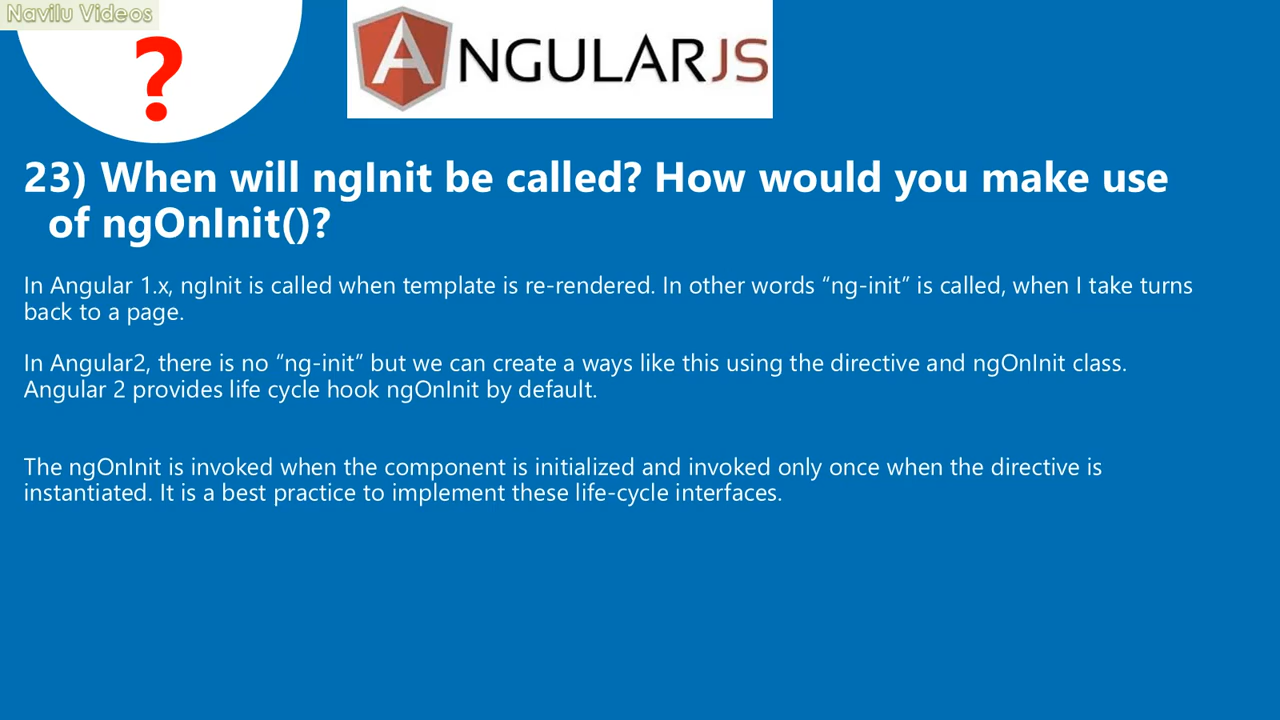 Navilu Videos
?
ANGULARJS
23) When will ngInit be called? How would you make use
of ngOnInit()?
In Angular 1.x, ngInit is called when template is re-rendered. In other words “ng-init” is called, when I take turns
back to a page.
In Angular2, there is no “ng-init” but we can create a ways like this using the directive and ngOnInit class.
Angular 2 provides life cycle hook ngOnInit by default.
The ngOnInit is invoked when the component is initialized and invoked only once when the directive is
instantiated. It is a best practice to implement these life-cycle interfaces.